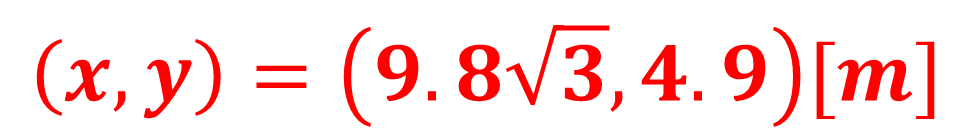 (x, y) = (9.8√3, 4.9)[m]